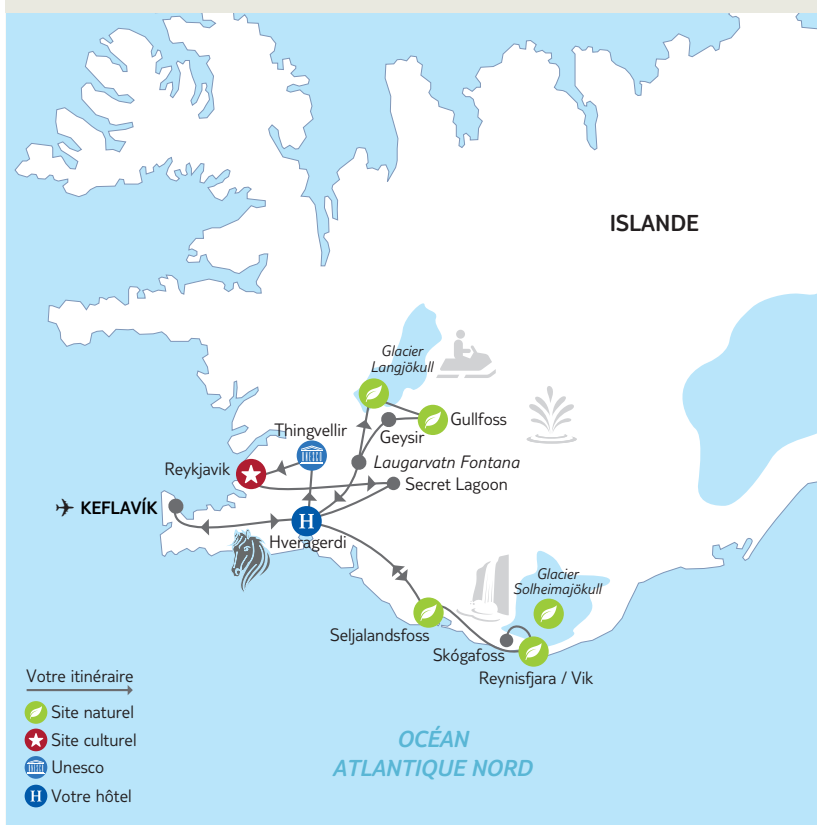 ISLANDE
Glacier
Langjökull
Gullfoss
Geysir
Thingvellir
Laugarvatn Fontana
Reykjavik
Secret Lagoon
KEFLAVÍK
H
Hveragerdi
Glacier
Solheimajökull
Seljalandsfoss
Skógafoss
Reynisfjara / Vik
Votre itinéraire
Site naturel
Site culturel
Unesco
H Votre hôtel
OCÉAN
ATLANTIQUE NORD